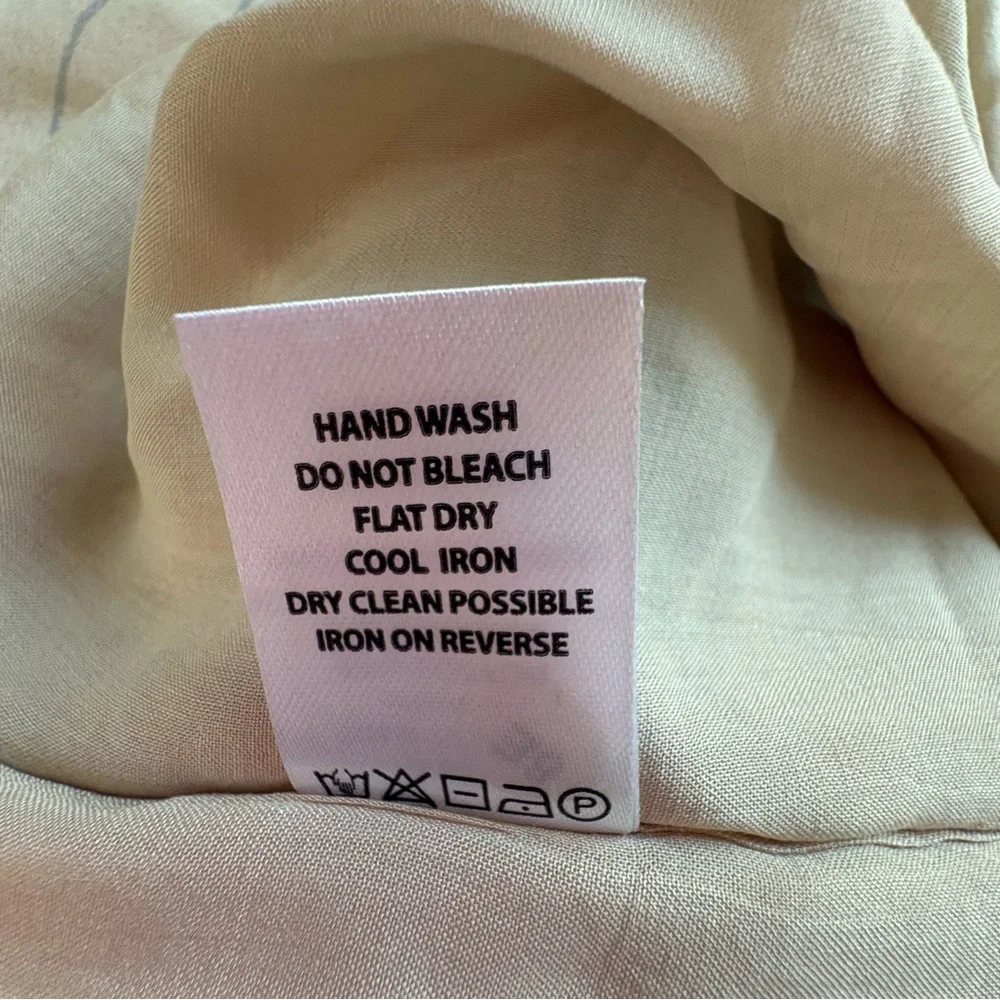 HAND WASH
DO NOT BLEACH
FLAT DRY
COOL IRON
DRY CLEAN POSSIBLE
IRON ON REVERSE
P